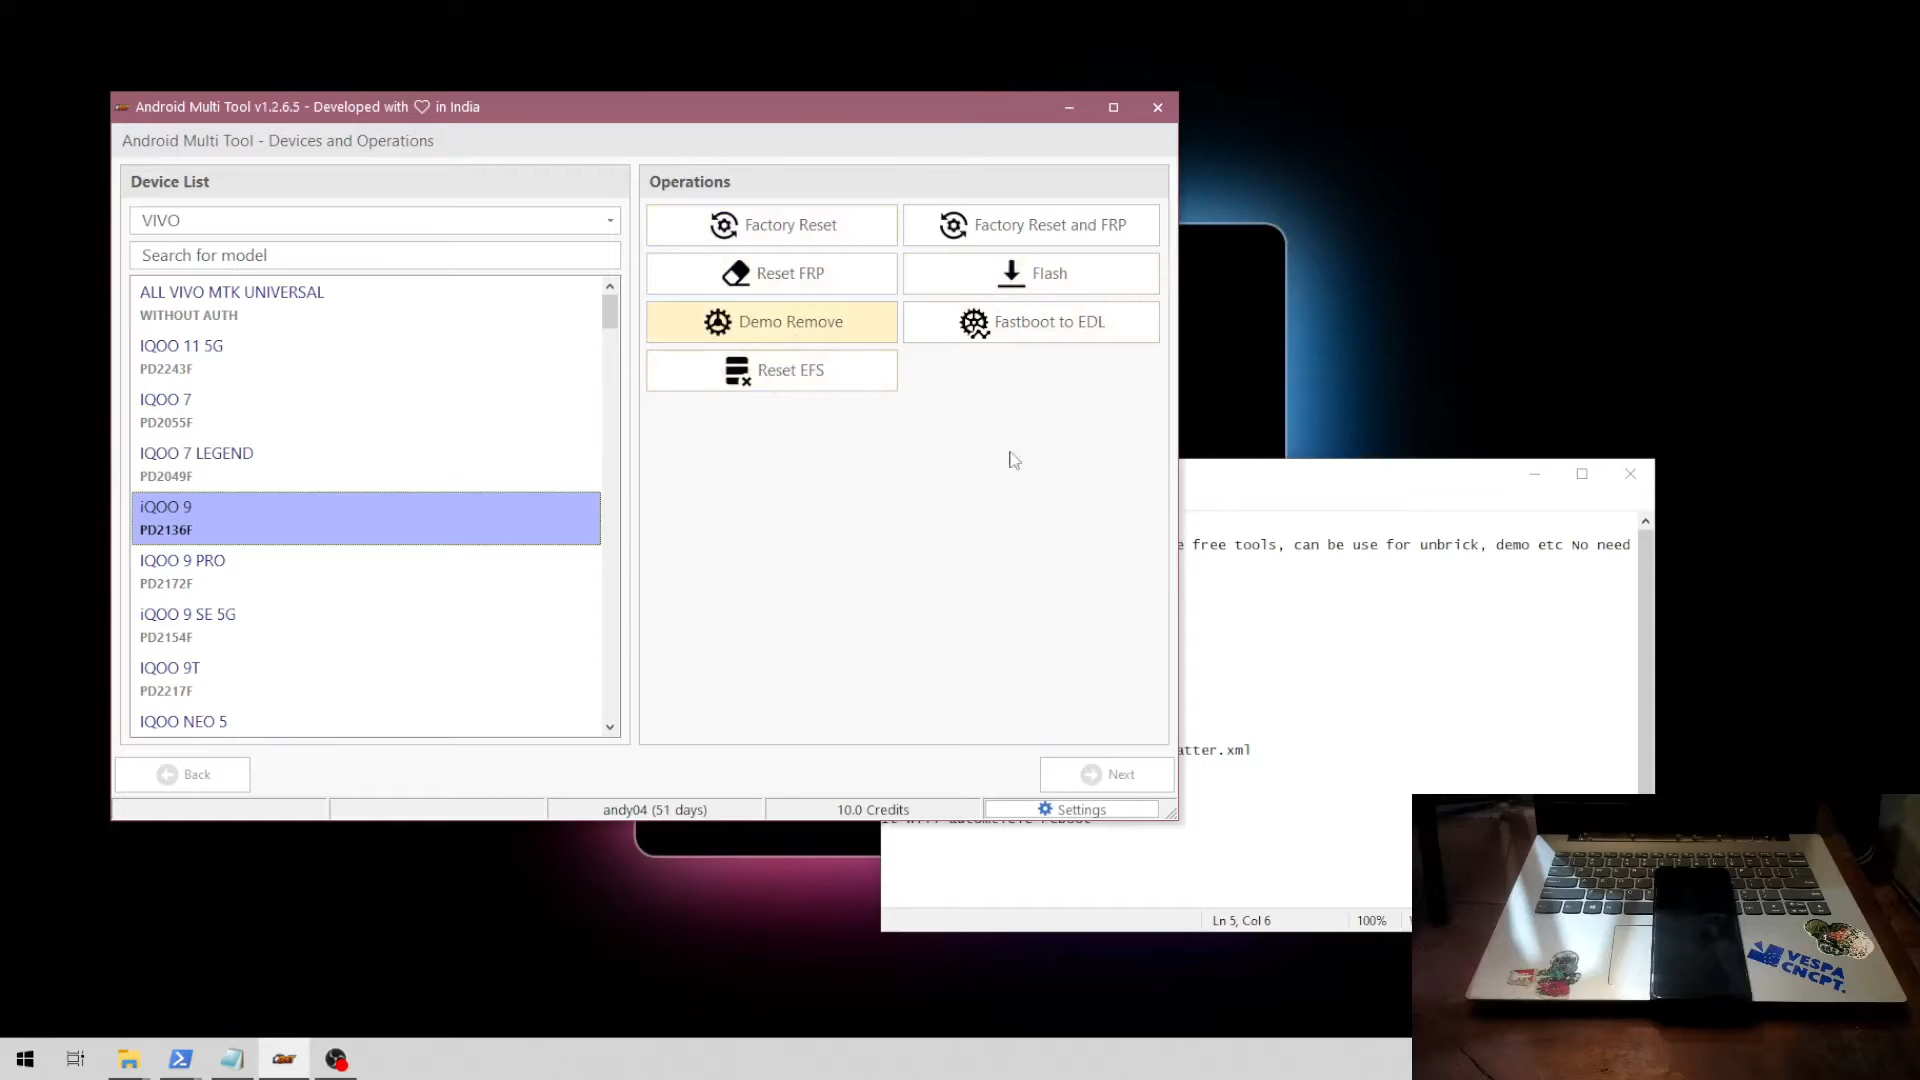 Android Multi Tool v1.2.6.5 - Developed with ♡ in India
Android Multi Tool - Devices and Operations
Device List
VIVO
Search for model
ALL VIVO MTK UNIVERSAL
WITHOUT AUTH
IQOO 11 5G
PD2243F
IQOO 7
PD2055F
IQOO 7 LEGEND
PD2049F
iQOO 9
PD2136F
IQOO 9 PRO
PD2172F
iQOO 9 SE 5G
PD2154F
IQOO 9T
PD2217F
IQOO NEO 5
Operations
Factory Reset
Factory Reset and FRP
Reset FRP
Flash
Demo Remove
Fastboot to EDL
Reset EFS
Back
Next
andy04 (51 days)
10.0 Credits
Settings
e free tools, can be use for unbrick, demo etc No need
atter.xml
Ln 5, Col 6
100%
VESPA
CNCPT.